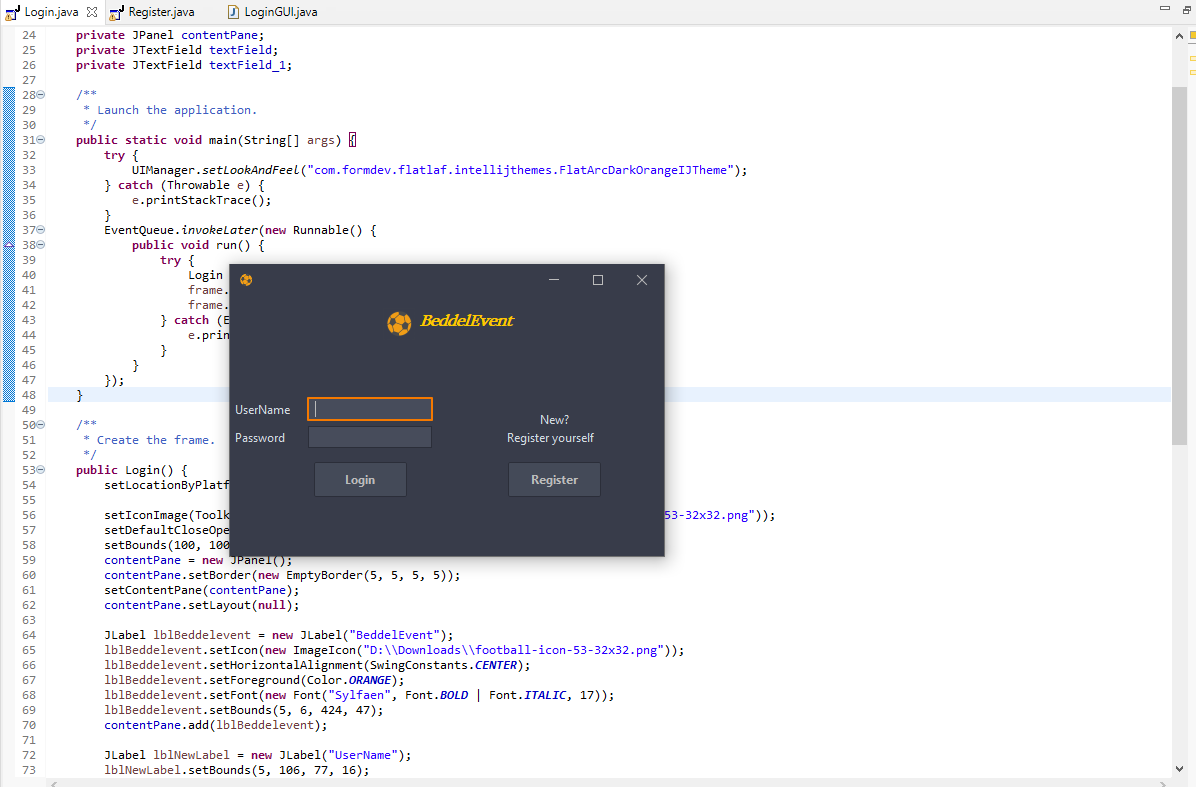 Login.java Register.java LoginGUI.java
24 private JPanel contentPane;
25 private JTextField textField;
26 private JTextField textField_1;
27
28 /**
29 * Launch the application.
30 */
31 public static void main(String[] args) {
32 try {
33 UIManager.setLookAndFeel("com.formdev.flatlaf.intellijthemes.FlatArcDarkOrangeIJTheme");
34 } catch (Throwable e) {
35 e.printStackTrace();
36 }
37 EventQueue.invokeLater(new Runnable() {
38 public void run() {
39 try {
40 Login
41 frame.
42 frame.
43 } catch (E
44 e.prin
45 }
46 }
47 });
48 }
49
50 /**
51 * Create the frame.
52 */
53 public Login() {
54 setLocationByPlatf
55
56 setIconImage(Toolk 53-32x32.png"));
57 setDefaultCloseOpe
58 setBounds(100, 100
59 contentPane = new JPanel();
60 contentPane.setBorder(new EmptyBorder(5, 5, 5, 5));
61 setContentPane(contentPane);
62 contentPane.setLayout(null);
63
64 JLabel lblBeddelevent = new JLabel("BeddelEvent");
65 lblBeddelevent.setIcon(new ImageIcon("D:\\Downloads\\football-icon-53-32x32.png"));
66 lblBeddelevent.setHorizontalAlignment(SwingConstants.CENTER);
67 lblBeddelevent.setForeground(Color.ORANGE);
68 lblBeddelevent.setFont(new Font("Sylfaen", Font.BOLD | Font.ITALIC, 17));
69 lblBeddelevent.setBounds(5, 6, 424, 47);
70 contentPane.add(lblBeddelevent);
71
72 JLabel lblNewLabel = new JLabel("UserName");
73 lblNewLabel.setBounds(5, 106, 77, 16);
BeddelEvent
UserName
New?
Password Register yourself
Login Register